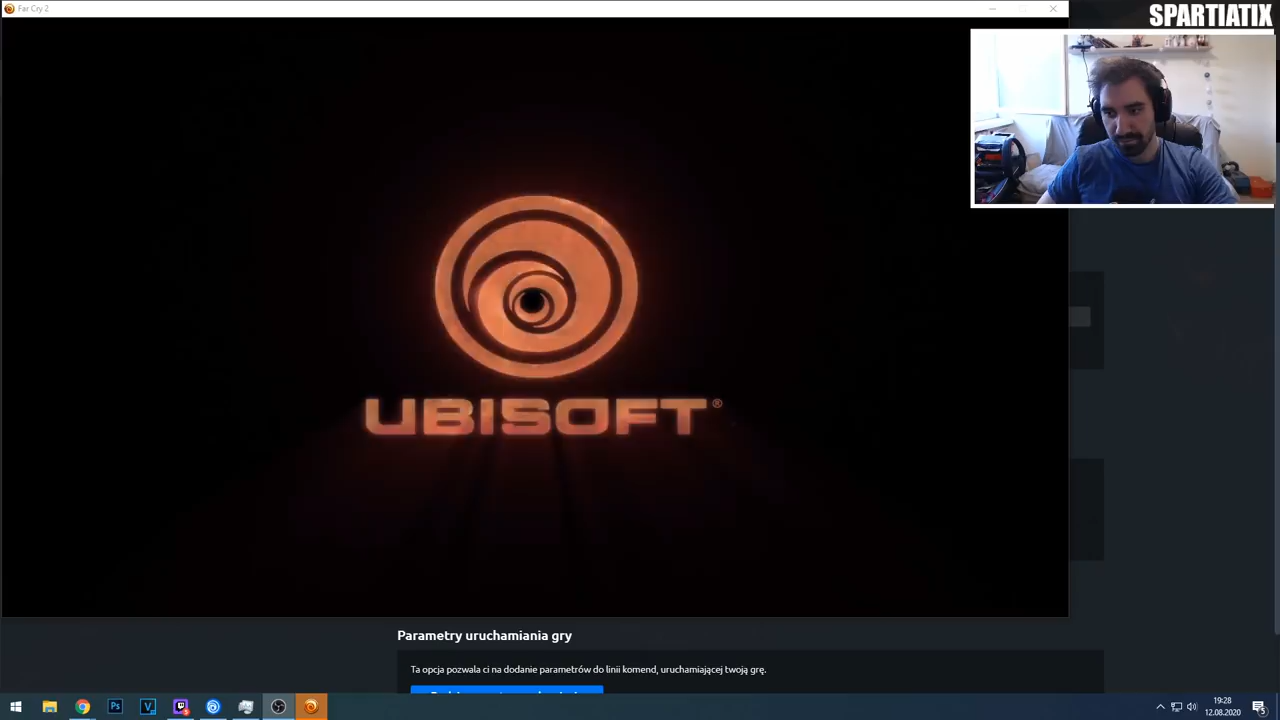 Far Cry 2
SPARTIATIX
UBISOFT®
Parametry uruchamiania gry
Ta opcja pozwala ci na dodanie parametrów do linii komend, uruchamiającej twoją grę.
19:28
12.08.2020